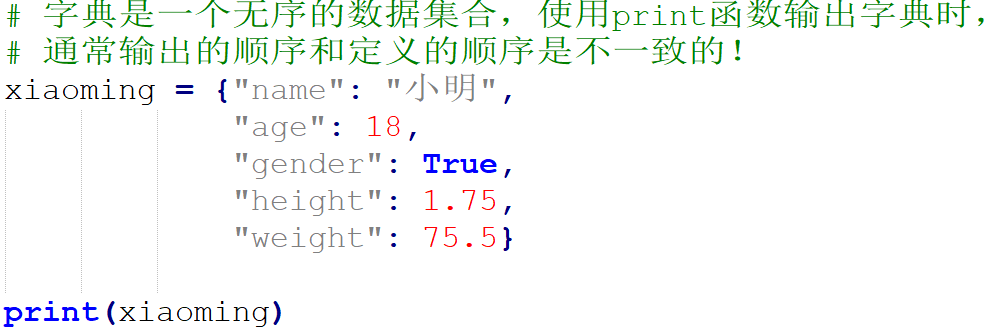 # 字典是一个无序的数据集合，使用print函数输出字典时，
# 通常输出的顺序和定义的顺序是不一致的！
xiaoming = {"name": "小明",
"age": 18,
"gender": True,
"height": 1.75,
"weight": 75.5}
print(xiaoming)